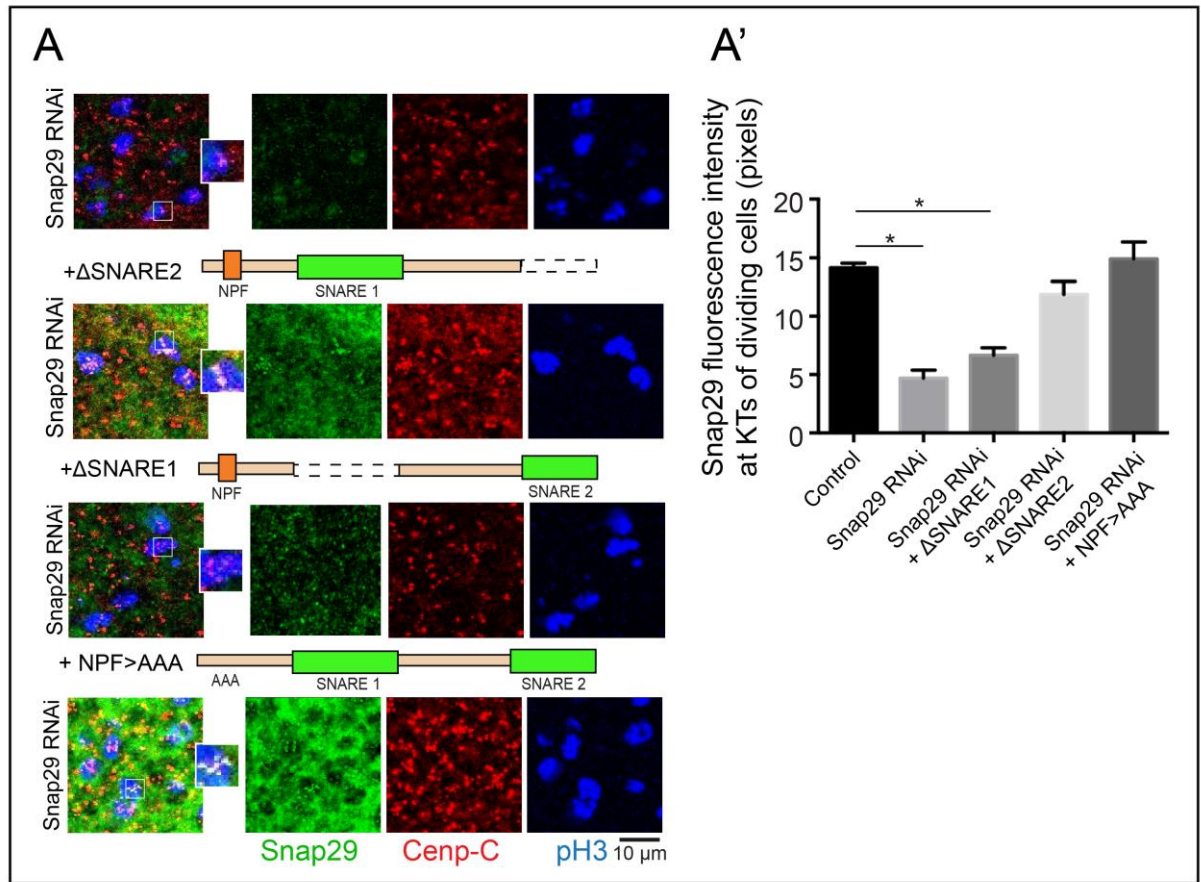 A
Snap29 RNAi
+ΔSNARE2
NPF
SNARE 1
Snap29 RNAi
+ΔSNARE1
NPF
SNARE 2
Snap29 RNAi
+ NPF>AAA
AAA
SNARE 1
SNARE 2
Snap29 RNAi
Snap29
Cenp-C
pH3
10 µm
A'
Snap29 fluorescence intensity
at KTs of dividing cells (pixels)
20
15
10
5
0
*
*
Control
Snap29 RNAi
Snap29 RNAi
+ ΔSNARE1
Snap29 RNAi
+ ΔSNARE2
Snap29 RNAi
+ NPF>AAA